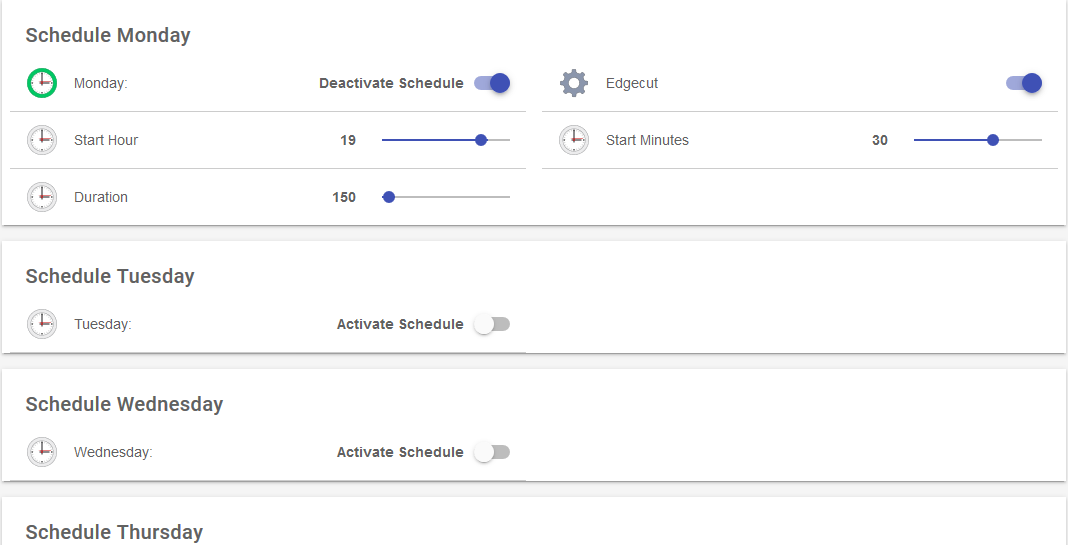 Schedule Monday
Monday: Deactivate Schedule Edgecut
Start Hour 19 Start Minutes 30
Duration 150
Schedule Tuesday
Tuesday: Activate Schedule
Schedule Wednesday
Wednesday: Activate Schedule
Schedule Thursday